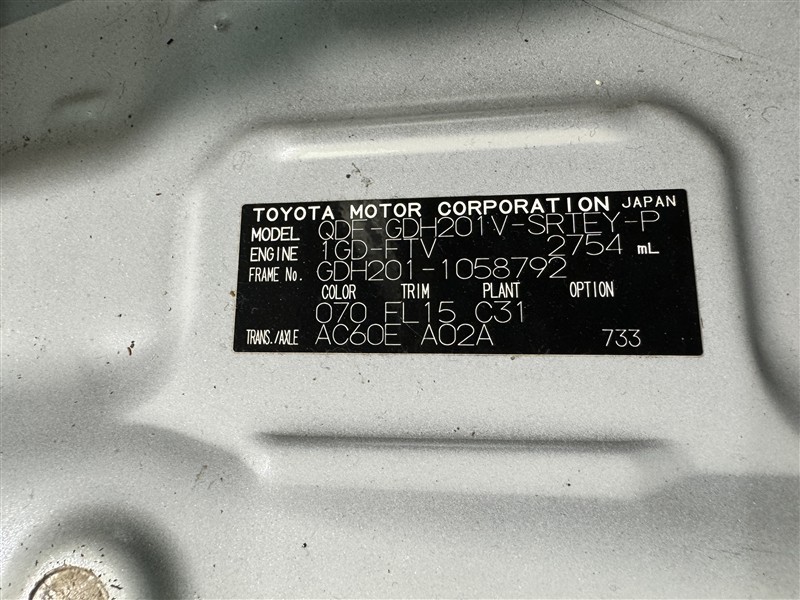 TOYOTA MOTOR CORPORATION JAPAN
MODEL QDF-GDH201V-SRTEY-P
ENGINE 1GD-FTV 2754 mL
FRAME No. GDH201-1058792
COLOR TRIM PLANT OPTION
070 FL15 C31
TRANS./AXLE AC60E A02A 733